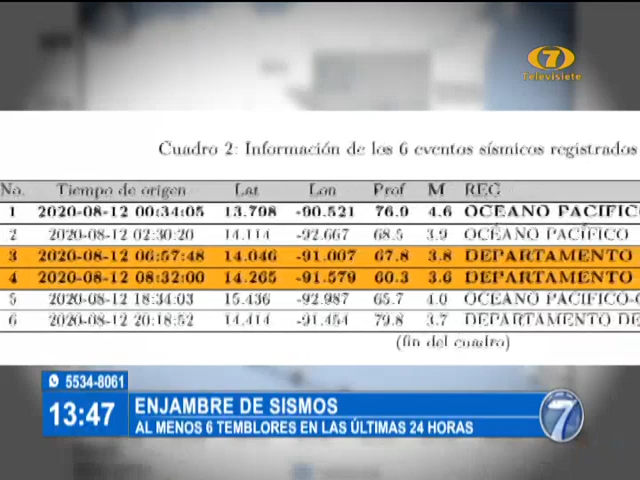 7
Televisiete
Cuadro 2: Información de los 6 eventos sísmicos registrados
No. Tiempo de origen Lat Lon Prof M REG
1 2020-08-12 00:34:05 13.798 -90.521 76.9 4.6 OCEANO PACIFICO
2 2020-08-12 02:30:20 14.114 -92.667 68.5 3.9 OCEANO PACIFICO
3 2020-08-12 06:57:48 14.046 -91.007 67.8 3.8 DEPARTAMENTO
4 2020-08-12 08:32:00 14.265 -91.579 60.3 3.6 DEPARTAMENTO
5 2020-08-12 18:34:03 15.436 -92.987 65.7 4.0 OCEANO PACIFICO-
6 2020-08-12 20:18:52 14.414 -91.454 79.8 3.7 DEPARTAMENTO DE
(fin del cuadro)
5534-8061
13:47
ENJAMBRE DE SISMOS
AL MENOS 6 TEMBLORES EN LAS ÚLTIMAS 24 HORAS
7